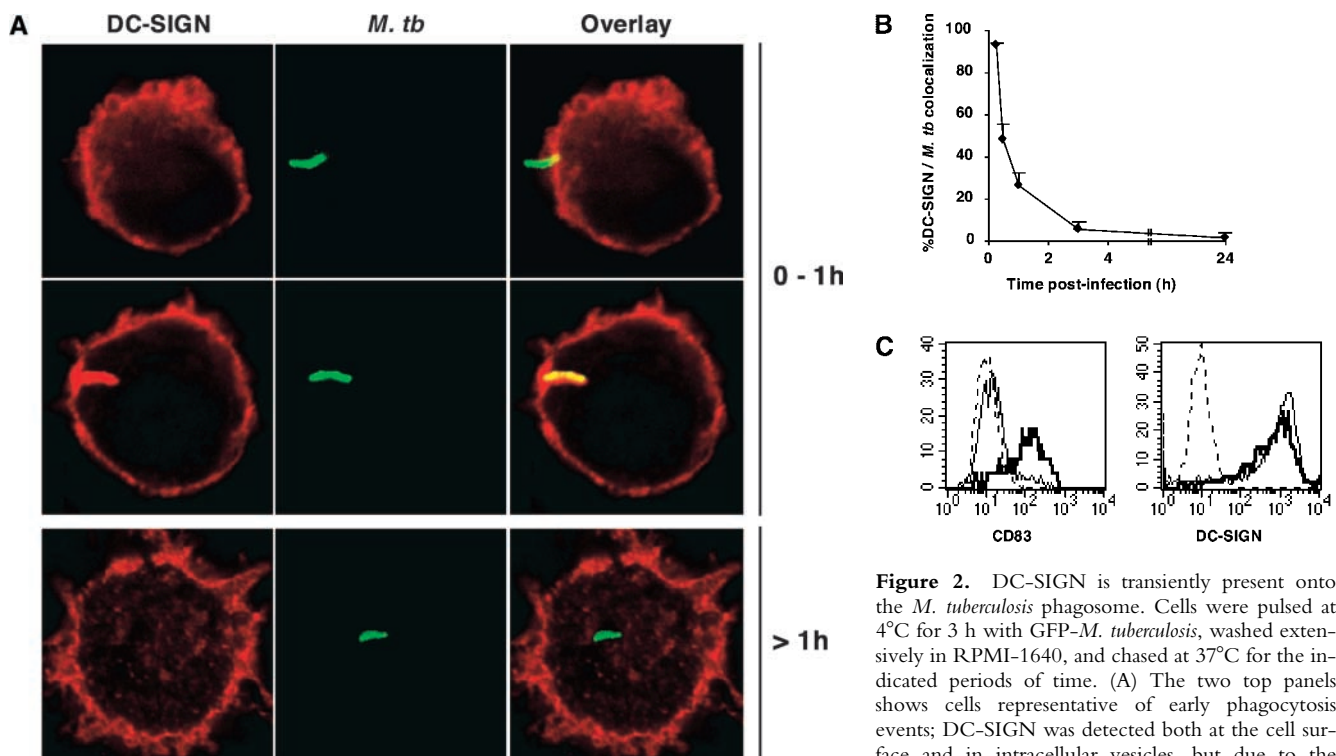 A
DC-SIGN
M. tb
Overlay
0 - 1h
> 1h
B
%DC-SIGN / M. tb colocalization
100
80
60
40
20
0
0 2 4 24
Time post-infection (h)
C
40
30
20
10
0
10^0 10^1 10^2 10^3 10^4
CD83
50
40
30
20
10
0
10^0 10^1 10^2 10^3 10^4
DC-SIGN
Figure 2. DC-SIGN is transiently present onto
the M. tuberculosis phagosome. Cells were pulsed at
4°C for 3 h with GFP-M. tuberculosis, washed exten-
sively in RPMI-1640, and chased at 37°C for the in-
dicated periods of time. (A) The two top panels
shows cells representative of early phagocytosis
events; DC-SIGN was detected both at the cell sur-
face and in intracellular vesicles, but due to the